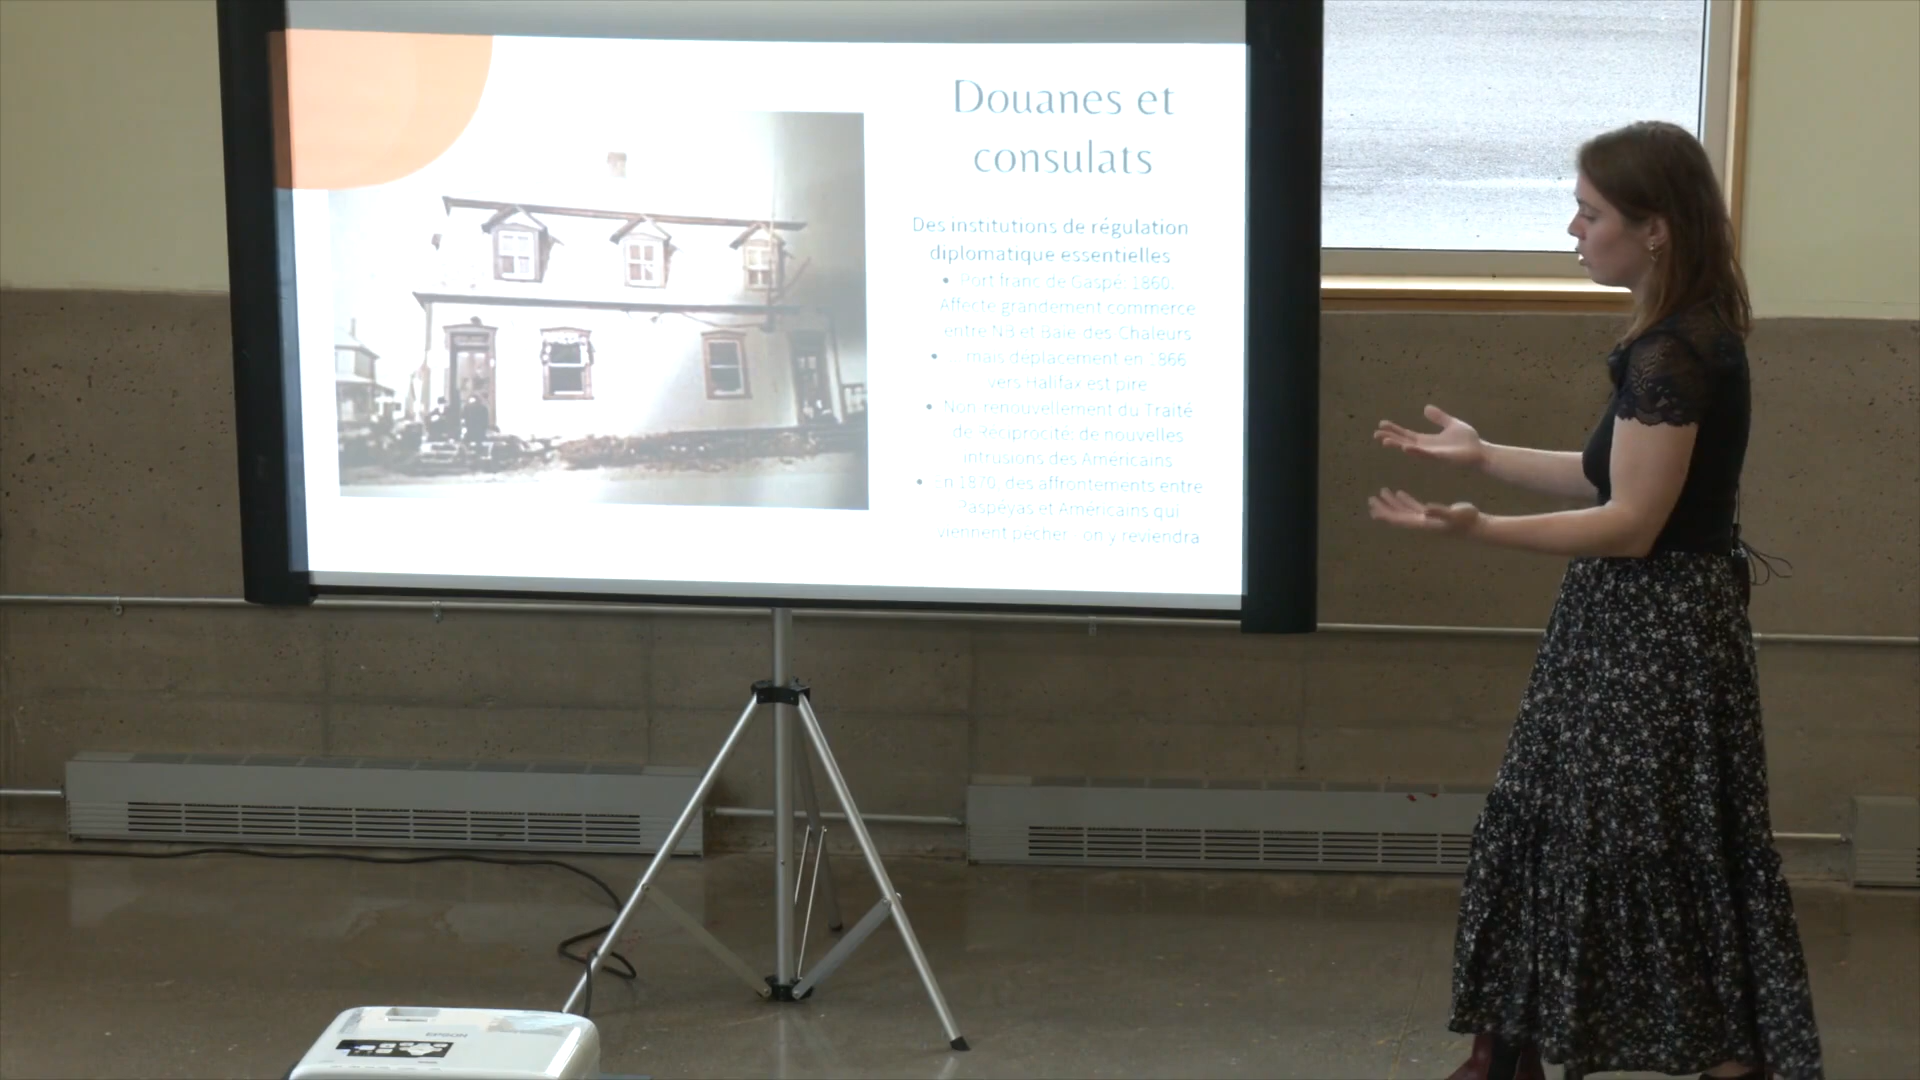 Douanes et
consulats
Des institutions de régulation
diplomatique essentielles
• Port franc de Gaspé: 1860.
Affecte grandement commerce
entre NB et Baie-des-Chaleurs
• mais déplacement en 1866
vers Halifax est pire
• Non-renouvellement du Traité
de Réciprocité: de nouvelles
intrusions des Américains
• En 1870, des affrontements entre
Paspéyas et Américains qui
viennent pêcher: on y reviendra
EPSON